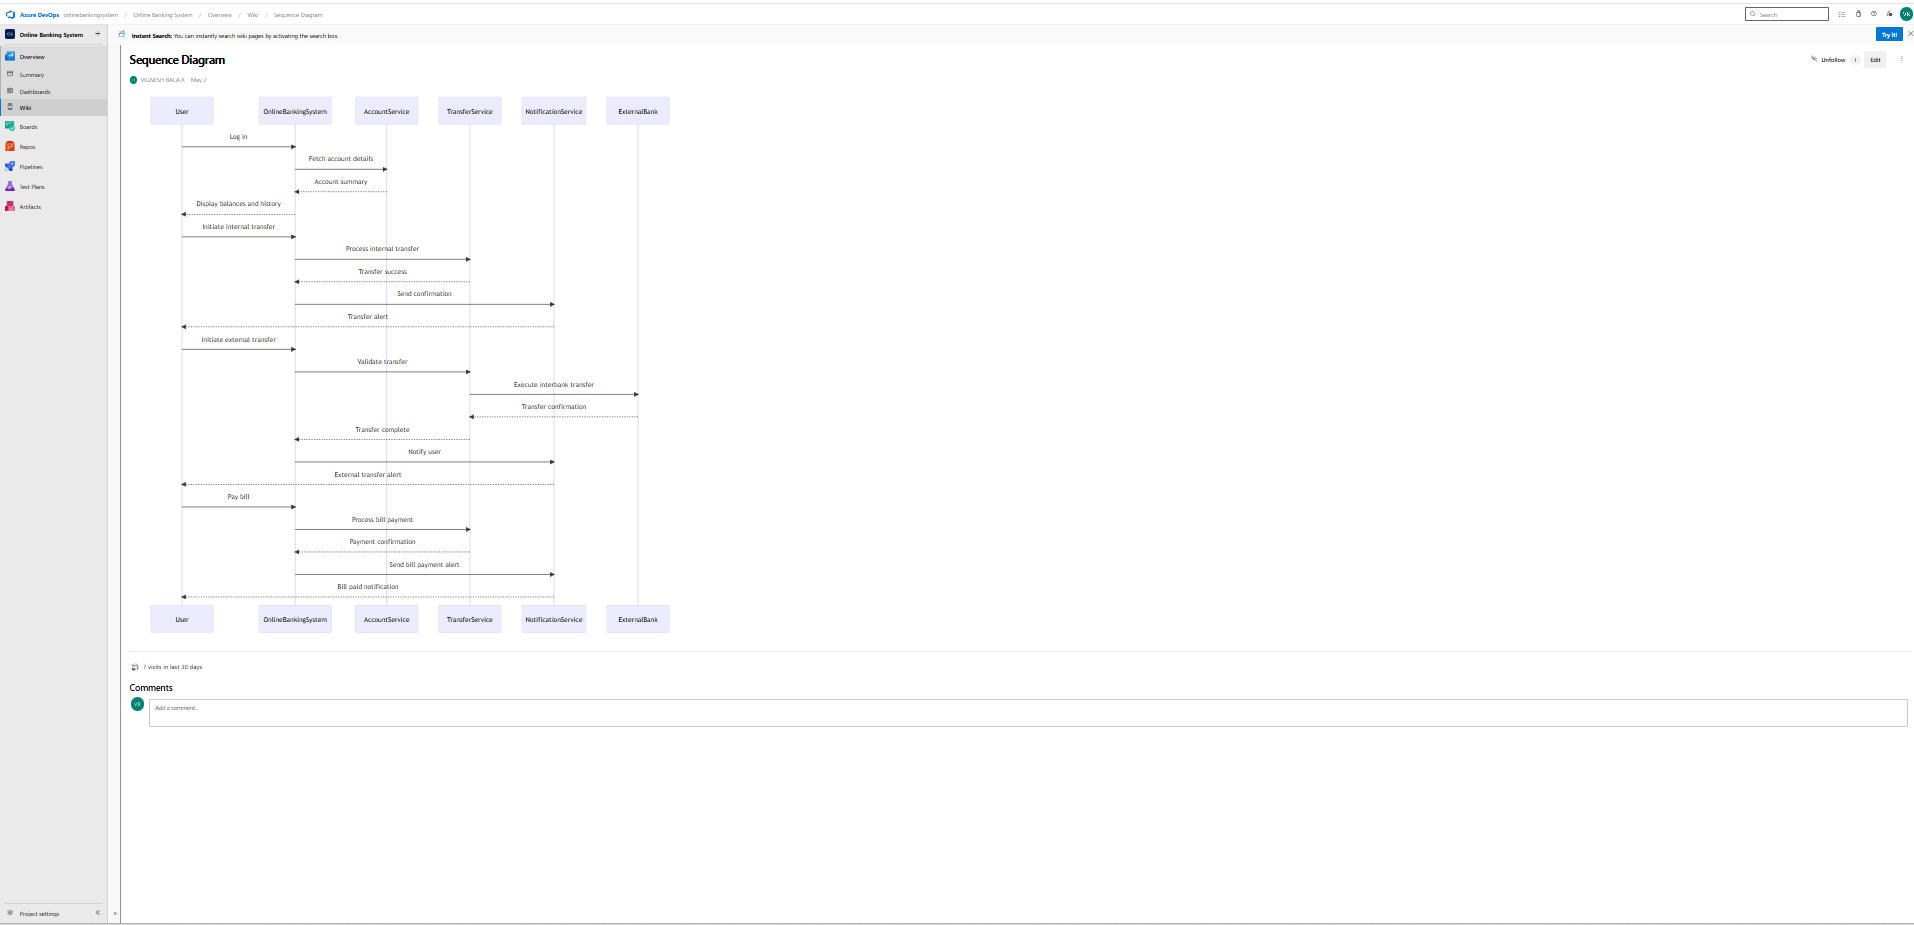 Azure DevOps onlinebankingsystem / Online Banking System / Overview / Wiki / Sequence Diagram
Search
VR
Online Banking System +
Instant Search: You can instantly search wiki pages by activating the search box.
Try it!
Overview
Summary
Dashboards
Wiki
Boards
Repos
Pipelines
Test Plans
Artifacts
Sequence Diagram
Unfollow 1 Edit
VIGNESH BALA R May 2
User OnlineBankingSystem AccountService TransferService NotificationService ExternalBank
Log in
Fetch account details
Account summary
Display balances and history
Initiate internal transfer
Process internal transfer
Transfer success
Send confirmation
Transfer alert
Initiate external transfer
Validate transfer
Execute interbank transfer
Transfer confirmation
Transfer complete
Notify user
External transfer alert
Pay bill
Process bill payment
Payment confirmation
Send bill payment alert
Bill paid notification
User OnlineBankingSystem AccountService TransferService NotificationService ExternalBank
7 visits in last 30 days
Comments
VR
Add a comment...
Project settings